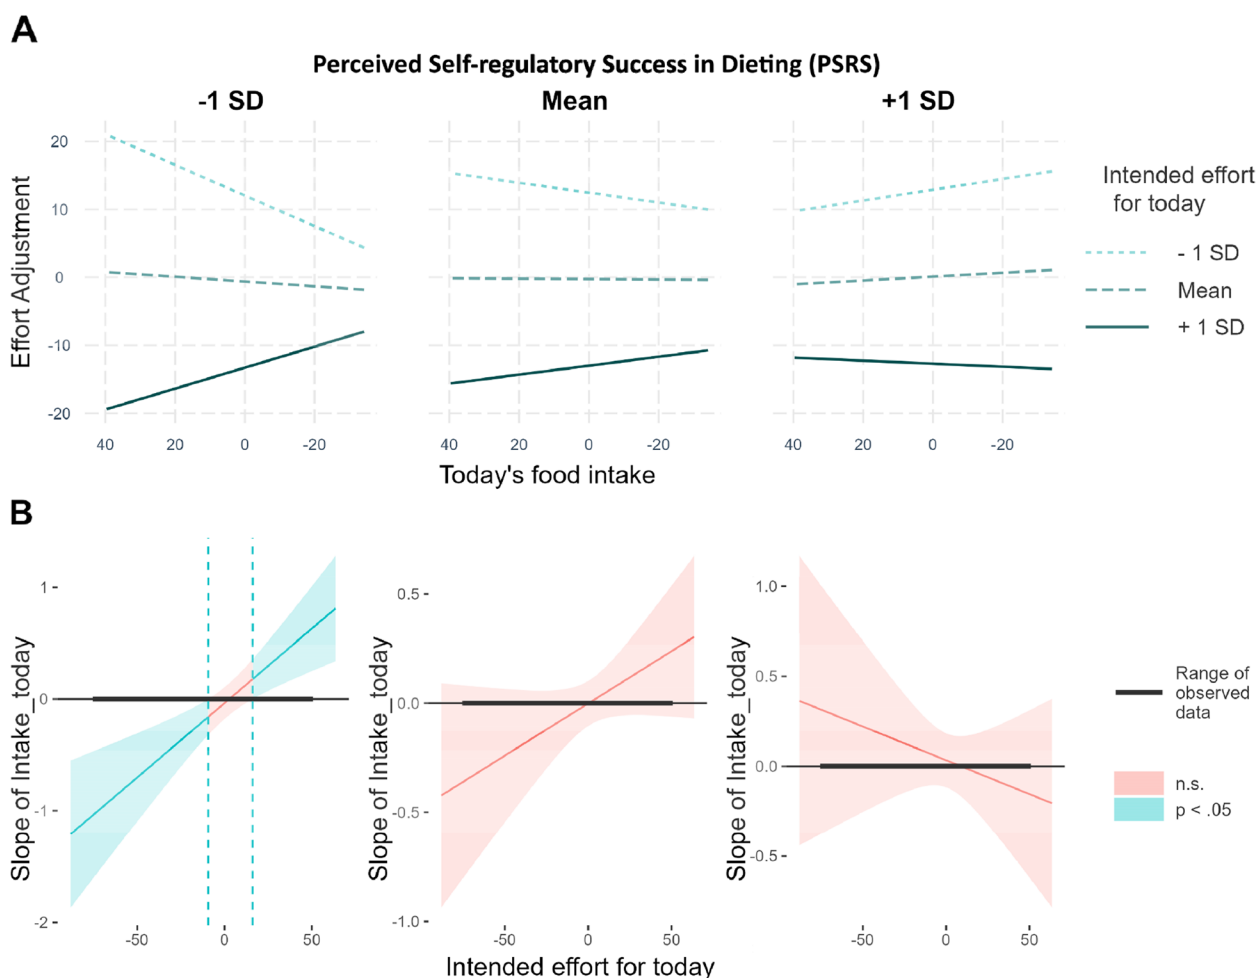 A
Perceived Self-regulatory Success in Dieting (PSRS)
-1 SD
Mean
+1 SD
Effort Adjustment
20
10
0
-10
-20
40 20 0 -20
40 20 0 -20
40 20 0 -20
Today's food intake
Intended effort
for today
- 1 SD
Mean
+ 1 SD
B
Slope of Intake_today
1
0
-1
-2
-50 0 50
Slope of Intake_today
0.5
0.0
-0.5
-1.0
-50 0 50
Slope of Intake_today
1.0
0.5
0.0
-0.5
-50 0 50
Intended effort for today
Range of
observed
data
n.s.
p < .05